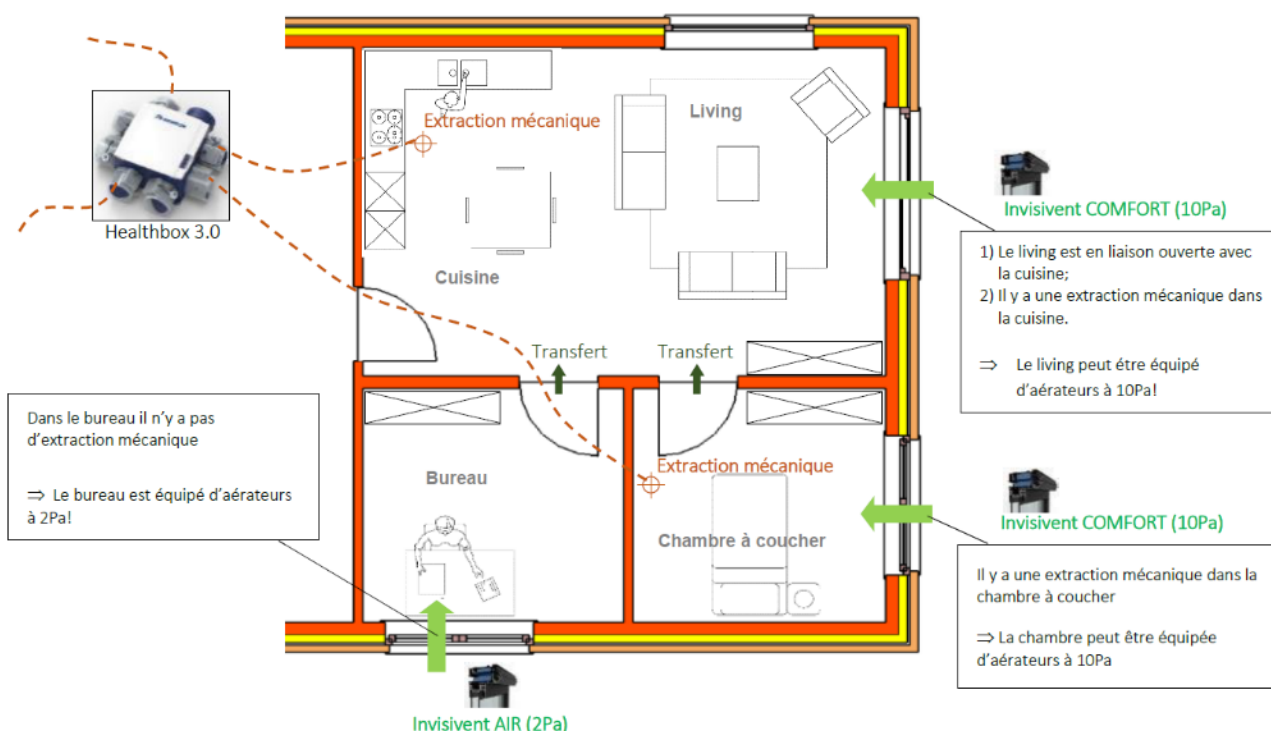 Extraction mécanique
Living
Healthbox 3.0
Cuisine
Invisivent COMFORT (10Pa)
1) Le living est en liaison ouverte avec
la cuisine;
2) Il y a une extraction mécanique dans
la cuisine.
⇒ Le living peut étre équipé
d'aérateurs à 10Pa!
Transfert
Transfert
Dans le bureau il n'y a pas
d'extraction mécanique
⇒ Le bureau est équipé d'aérateurs
à 2Pa!
Bureau
Extraction mécanique
Chambre à coucher
Invisivent COMFORT (10Pa)
Il y a une extraction mécanique dans la
chambre à coucher
⇒ La chambre peut être équipée
d'aérateurs à 10Pa
Invisivent AIR (2Pa)